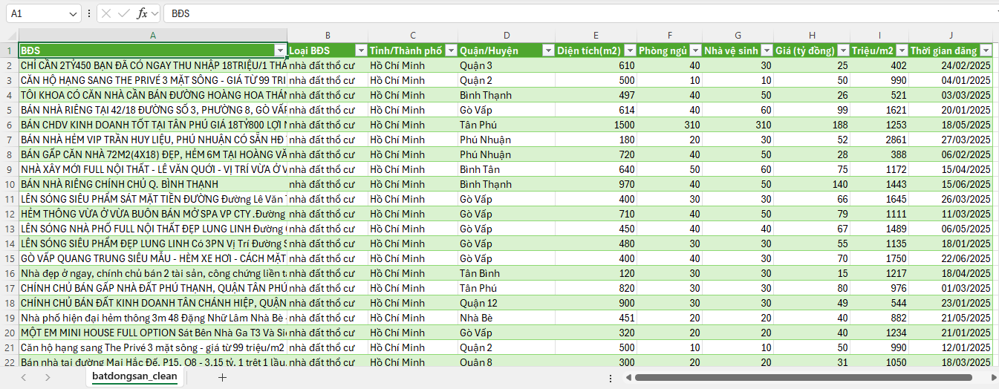 A1 fx BĐS
A B C D E F G H I J
1 BĐS Loại BĐS Tỉnh/Thành phố Quận/Huyện Diện tích(m2) Phòng ngủ Nhà vệ sinh Giá (tỷ đồng) Triệu/m2 Thời gian đăng
2 CHỈ CẦN 2TỶ450 BẠN ĐÃ CÓ NGAY THU NHẬP 18TRIỆU/1 THÁ nhà đất thổ cư Hồ Chí Minh Quận 3 610 40 30 25 402 24/02/2025
3 CĂN HỘ HẠNG SANG THE PRIVÉ 3 MẶT SÔNG - GIÁ TỪ 99 TRI nhà đất thổ cư Hồ Chí Minh Quận 2 500 10 10 50 990 04/01/2025
4 TÔI KHOA CÓ CĂN NHÀ CẦN BÁN ĐƯỜNG HOÀNG HOA THÁM nhà đất thổ cư Hồ Chí Minh Bình Thạnh 497 40 50 26 521 03/03/2025
5 BÁN NHÀ RIÊNG TẠI 42/18 ĐƯỜNG SỐ 3, PHƯỜNG 8, GÒ VẤP nhà đất thổ cư Hồ Chí Minh Gò Vấp 614 40 60 99 1621 20/01/2025
6 BÁN CHDV KINH DOANH TỐT TẠI TÂN PHÚ GIÁ 18TỶ800 LỢI nhà đất thổ cư Hồ Chí Minh Tân Phú 1500 310 310 188 1253 18/05/2025
7 BÁN NHÀ HẺM VIP TRẦN HUY LIỆU, PHÚ NHUẬN CÓ SẴN HĐ nhà đất thổ cư Hồ Chí Minh Phú Nhuận 180 20 30 52 2861 27/03/2025
8 BÁN GẤP CĂN NHÀ 72M2(4X18) ĐẸP, HẺM 6M TẠI HOÀNG VĂ nhà đất thổ cư Hồ Chí Minh Phú Nhuận 720 40 50 28 388 06/02/2025
9 NHÀ XÂY MỚI FULL NỘI THẤT - LÊ VĂN QUỚI - VỊ TRÍ VỪA Ở V nhà đất thổ cư Hồ Chí Minh Bình Tân 640 50 60 75 1172 15/04/2025
10 BÁN NHÀ RIÊNG CHÍNH CHỦ Q. BÌNH THẠNH nhà đất thổ cư Hồ Chí Minh Bình Thạnh 970 40 50 140 1443 15/06/2025
11 LÊN SÓNG SIÊU PHẨM SÁT MẶT TIỀN ĐƯỜNG Đường Lê Văn nhà đất thổ cư Hồ Chí Minh Gò Vấp 400 30 30 66 1645 26/03/2025
12 HẺM THÔNG VỪA Ở VỪA BUÔN BÁN MỞ SPA VP CTY .Đường nhà đất thổ cư Hồ Chí Minh Gò Vấp 710 40 50 79 1111 11/03/2025
13 LÊN SÓNG NHÀ PHỐ FULL NỘI THẤT ĐẸP LUNG LINH Đường nhà đất thổ cư Hồ Chí Minh Gò Vấp 450 40 40 67 1489 06/05/2025
14 LÊN SÓNG SIÊU PHẨM ĐẸP LUNG LINH Có 3PN Vị Trí Đường S nhà đất thổ cư Hồ Chí Minh Gò Vấp 480 30 30 55 1135 18/01/2025
15 GÒ VẤP QUANG TRUNG SIÊU MẪU - HẺM XE HƠI - CÁCH MẶT nhà đất thổ cư Hồ Chí Minh Gò Vấp 400 40 30 70 1750 22/06/2025
16 Nhà đẹp ở ngay, chính chủ bán 2 tài sản, công chứng liền nhà đất thổ cư Hồ Chí Minh Tân Bình 120 30 30 15 1217 18/04/2025
17 CHÍNH CHỦ BÁN GẤP NHÀ ĐẤT PHÚ THẠNH, QUẬN TÂN PHÚ nhà đất thổ cư Hồ Chí Minh Tân Phú 820 30 30 80 976 01/03/2025
18 CHÍNH CHỦ BÁN ĐẤT KINH DOANH TÂN CHÁNH HIỆP, QUẬN nhà đất thổ cư Hồ Chí Minh Quận 12 900 30 30 49 544 23/01/2025
19 Nhà phố hiện đại hẻm thông 3m 48 Đặng Nhữ Lâm Nhà Bè - nhà đất thổ cư Hồ Chí Minh Nhà Bè 451 20 20 40 882 21/05/2025
20 MỘT EM MINI HOUSE FULL OPTION Sát Bên Nhà Ga T3 Và Siê nhà đất thổ cư Hồ Chí Minh Gò Vấp 320 20 20 40 1234 21/01/2025
21 Căn hộ hạng sang The Privé 3 mặt sông - giá từ 99 triệu/m2 nhà đất thổ cư Hồ Chí Minh Quận 2 500 10 10 50 990 12/01/2025
22 Bán nhà tại đường Mai Hắc Đế, P15, Q8 - 3,15 tỷ, 1 trệt 1 lầu, nhà đất thổ cư Hồ Chí Minh Quận 8 300 20 20 31 1050 18/03/2025
batdongsan_clean